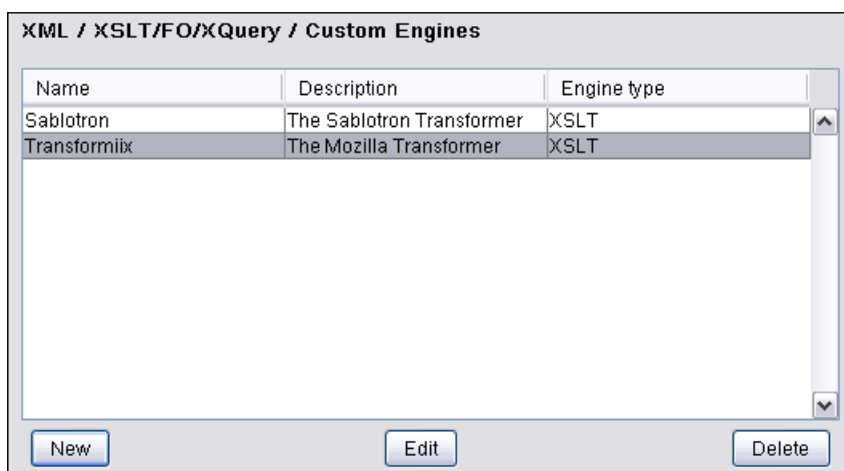 XML / XSLT/FO/XQuery / Custom Engines
Name Description Engine type
Sablotron The Sablotron Transformer XSLT
Transformiix The Mozilla Transformer XSLT
New Edit Delete